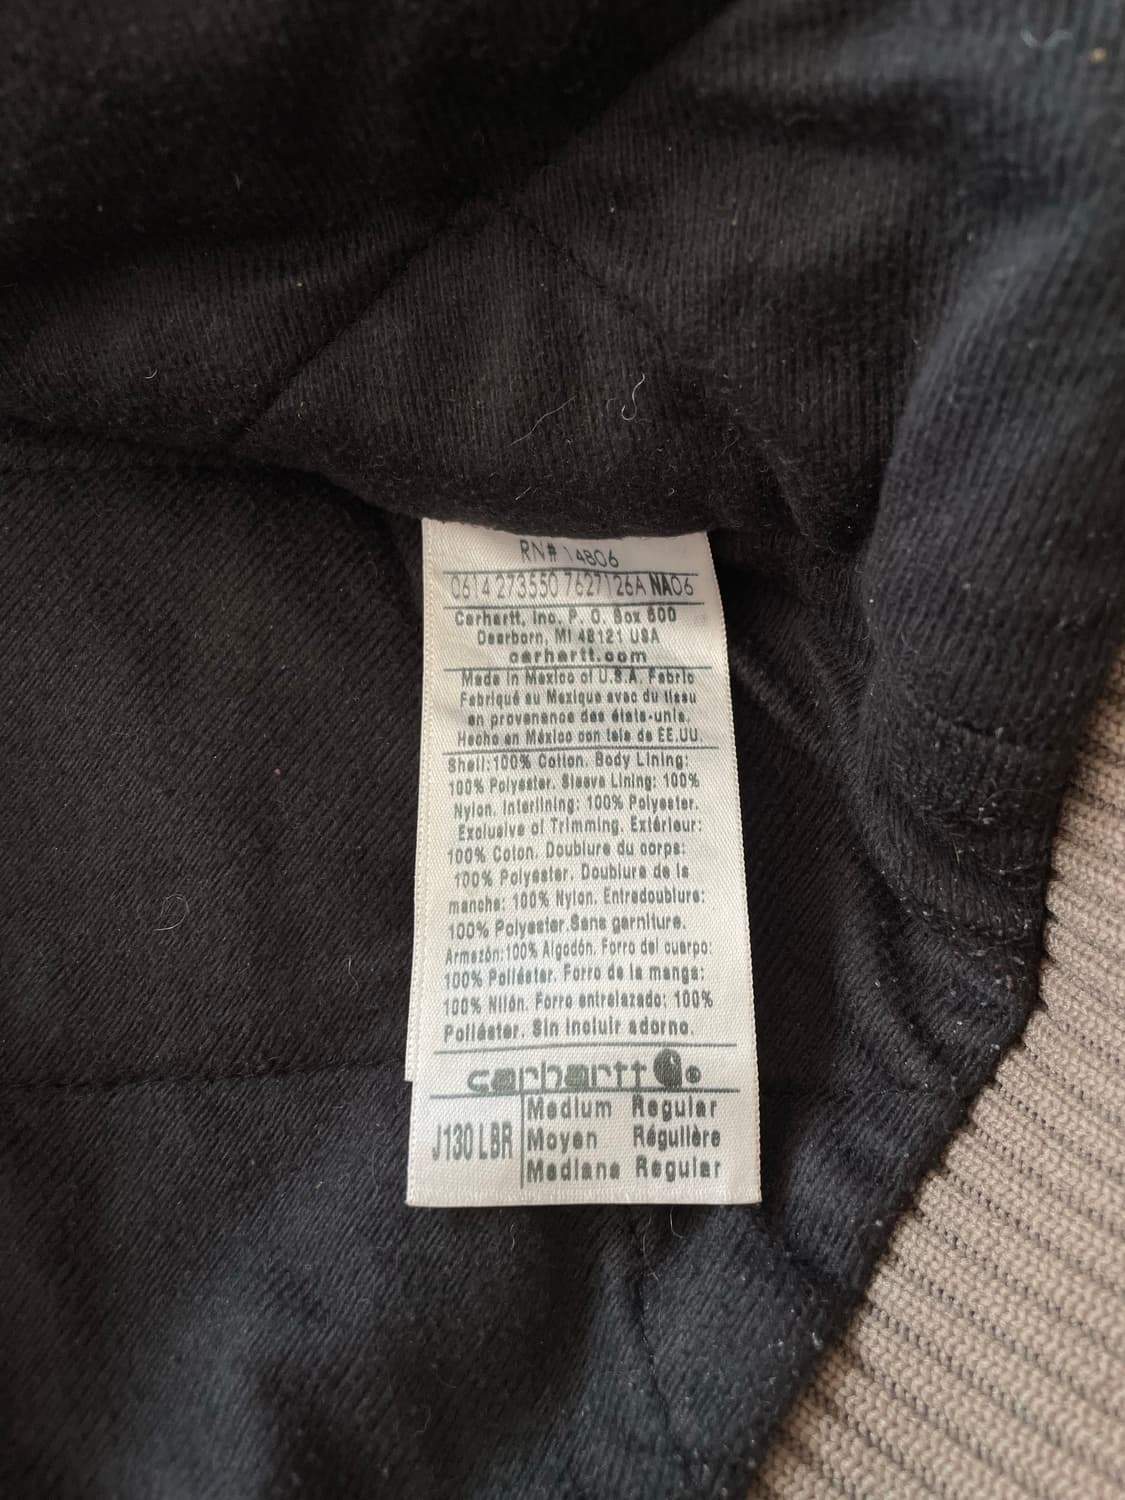 RN# 14806
0614 273550 7627126A NA06
Carhartt, Inc. P. O. Box 600
Dearborn, MI 48121 USA
carhartt.com
Made in Mexico of U.S.A. Fabric
Fabriqué au Mexique avec du tissu
en provenance des états-unis.
Hecho en México con tela de EE.UU.
Shell:100% Cotton. Body Lining:
100% Polyester. Sleeve Lining: 100%
Nylon. Interlining: 100% Polyester.
Exclusive of Trimming. Extérieur:
100% Coton. Doublure du corps:
100% Polyester. Doublure de la
manche: 100% Nylon. Entredoublure:
100% Polyester.Sans garniture.
Armazón:100% Algodón. Forro del cuerpo:
100% Poliéster. Forro de la manga:
100% Nilón. Forro entrelazado: 100%
Poliéster. Sin incluir adorno.
carhartt ®
J130 LBR
Medium Regular
Moyen Régulière
Mediana Regular